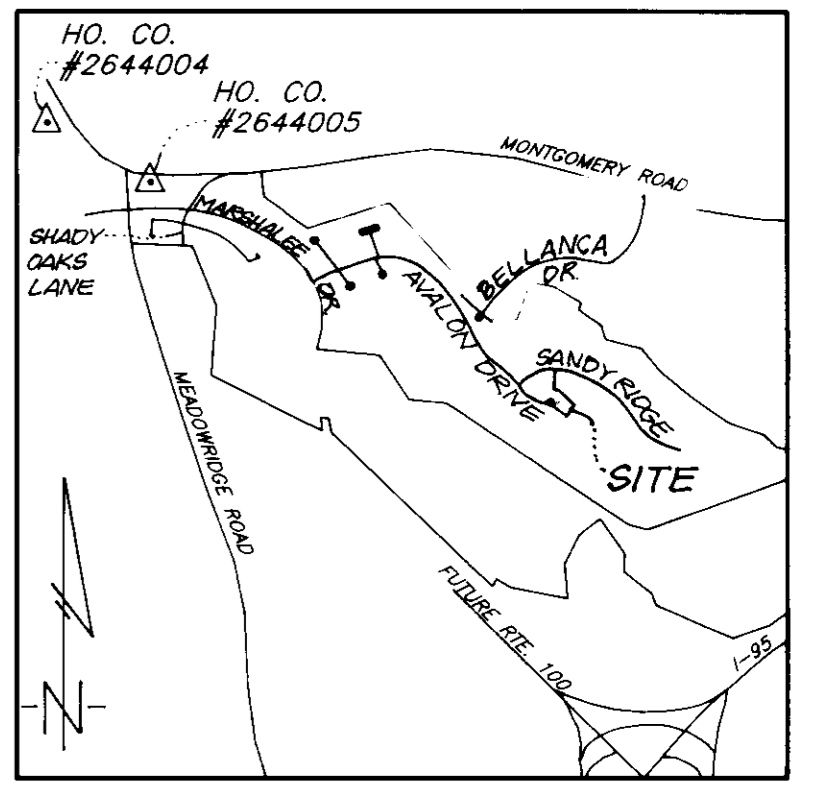 HO. CO.
#2644004
HO. CO.
#2644005
MONTGOMERY ROAD
MARSHALEE
DR.
SHADY
OAKS
LANE
BELLANCA
DR.
AVALON DRIVE
SANDY RIDGE
SITE
MEADOWRIDGE ROAD
FUTURE RTE. 100
I-95
N